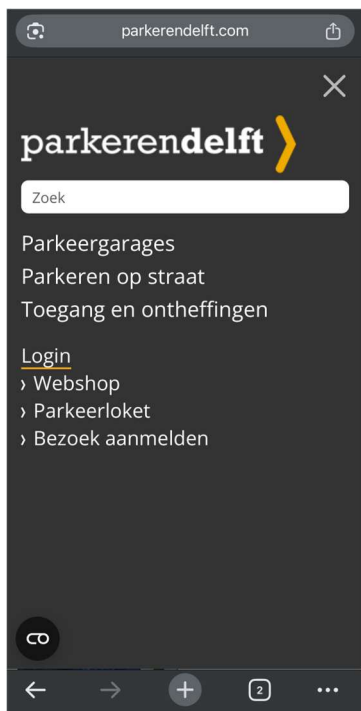 parkerendelft.com
parkerendelft
Zoek
Parkeergarages
Parkeren op straat
Toegang en ontheffingen
Login
› Webshop
› Parkeerloket
› Bezoek aanmelden
2